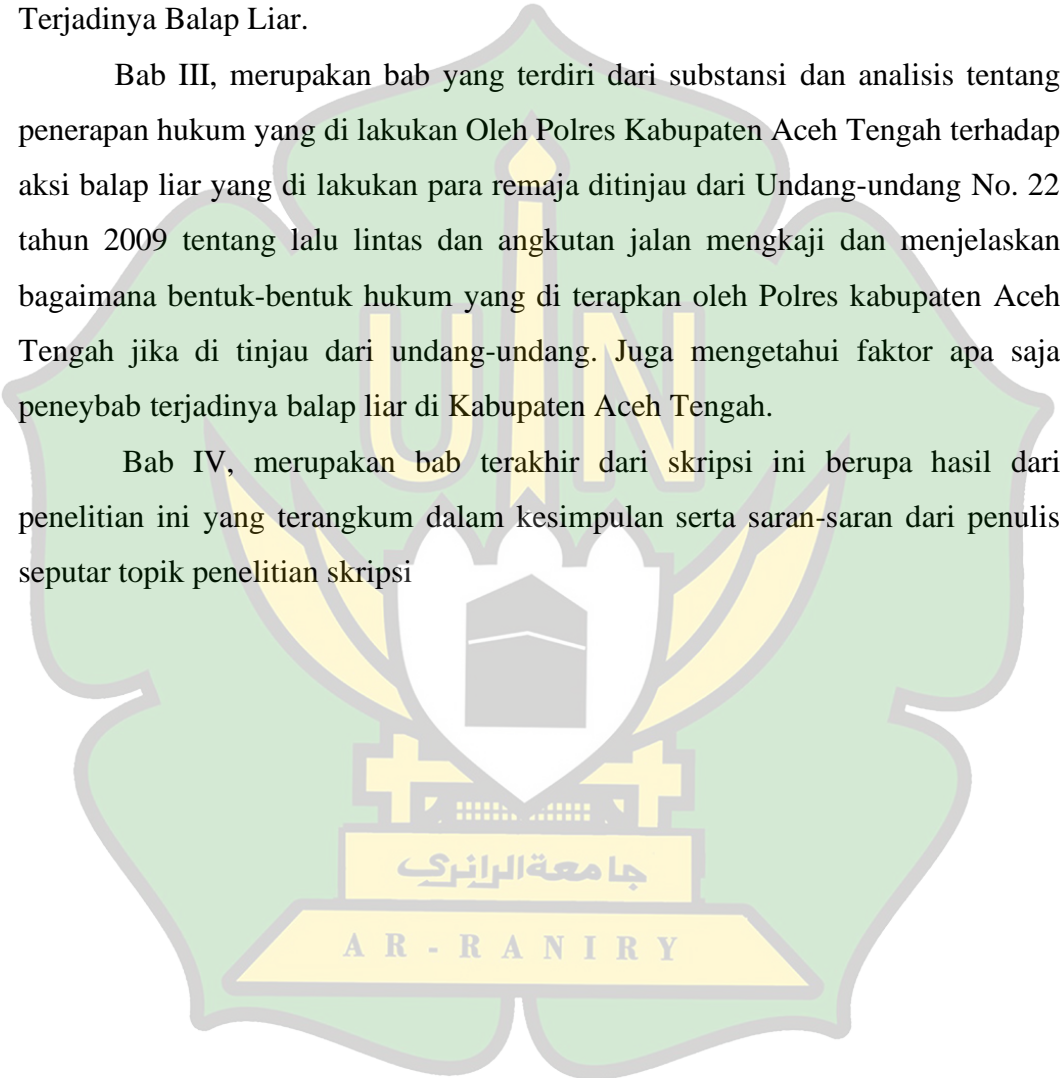 Terjadinya Balap Liar.
Bab III, merupakan bab yang terdiri dari substansi dan analisis tentang
penerapan hukum yang di lakukan Oleh Polres Kabupaten Aceh Tengah terhadap
aksi balap liar yang di lakukan para remaja ditinjau dari Undang-undang No. 22
tahun 2009 tentang lalu lintas dan angkutan jalan mengkaji dan menjelaskan
bagaimana bentuk-bentuk hukum yang di terapkan oleh Polres kabupaten Aceh
Tengah jika di tinjau dari undang-undang. Juga mengetahui faktor apa saja
peneybab terjadinya balap liar di Kabupaten Aceh Tengah.
Bab IV, merupakan bab terakhir dari skripsi ini berupa hasil dari
penelitian ini yang terangkum dalam kesimpulan serta saran-saran dari penulis
seputar topik penelitian skripsi
UIN
جامعةالرانري
AR-RANIRY